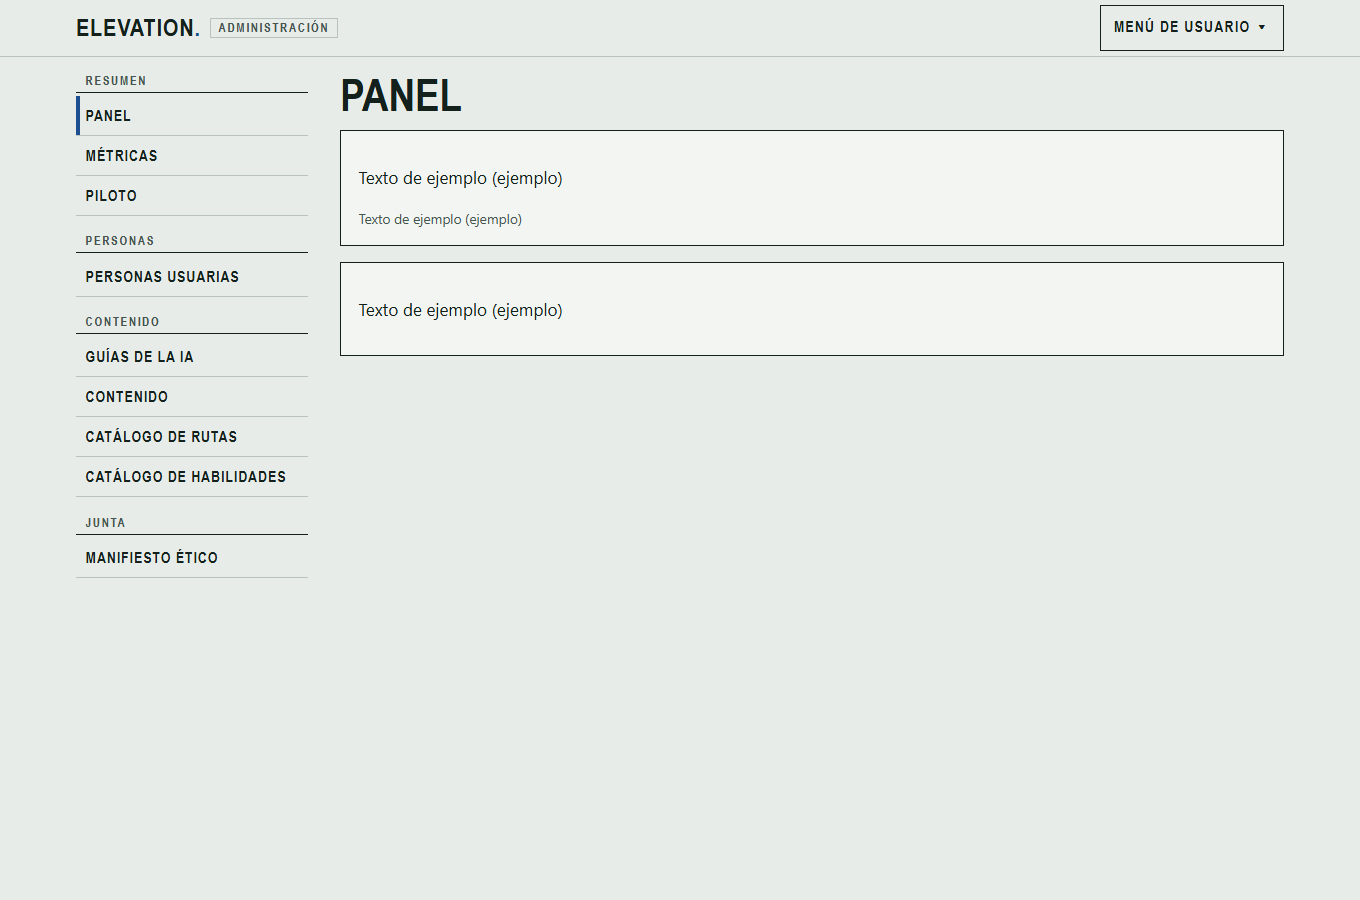 ELEVATION. ADMINISTRACIÓN
MENÚ DE USUARIO
RESUMEN
PANEL
MÉTRICAS
PILOTO
PERSONAS
PERSONAS USUARIAS
CONTENIDO
GUÍAS DE LA IA
CONTENIDO
CATÁLOGO DE RUTAS
CATÁLOGO DE HABILIDADES
JUNTA
MANIFIESTO ÉTICO
PANEL
Texto de ejemplo (ejemplo)
Texto de ejemplo (ejemplo)
Texto de ejemplo (ejemplo)